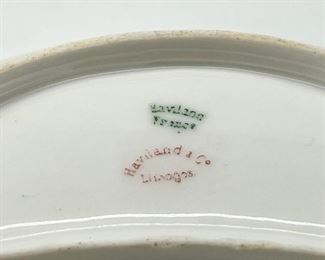 Haviland
France
Haviland & Co
Limoges